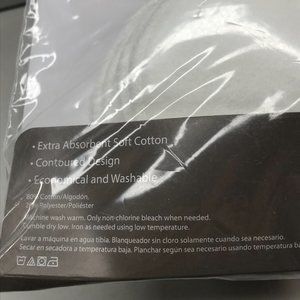 • Extra Absorbent Soft Cotton
• Contoured Design
• Economical and Washable
80% Cotton/Algodón,
20% Polyester/Poliéster
Machine wash warm. Only non-chlorine bleach when needed.
Tumble dry low. Iron as needed using low temperature.
Lavar a máquina en agua tibia. Blanqueador sin cloro solamente cuando sea necesario.
Secar en secadora a temperatura baja. Planchar según sea necesario usando temperatura